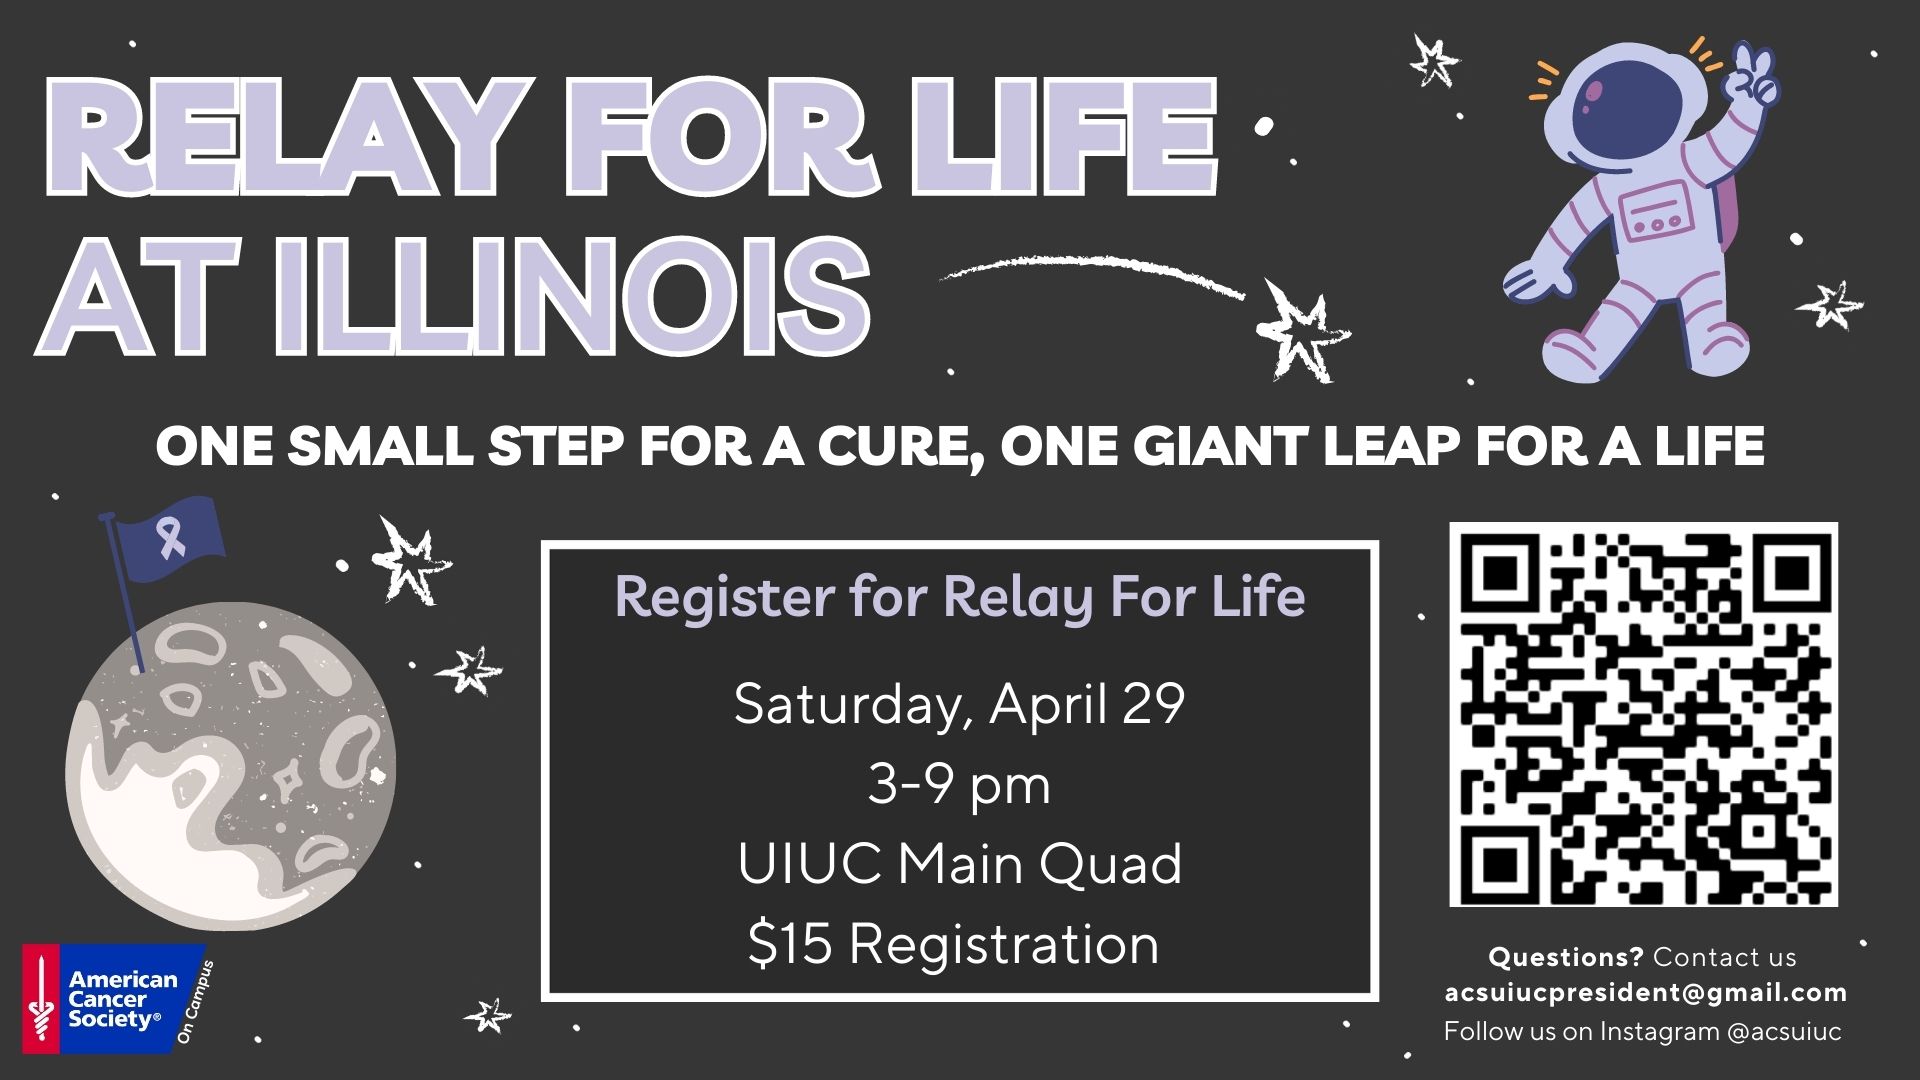 RELAY FOR LIFE
AT ILLINOIS
ONE SMALL STEP FOR A CURE, ONE GIANT LEAP FOR A LIFE
Register for Relay For Life
Saturday, April 29
3-9 pm
UIUC Main Quad
$15 Registration
American
Cancer
Society®
On Campus
Questions? Contact us
acsuiucpresident@gmail.com
Follow us on Instagram @acsuiuc